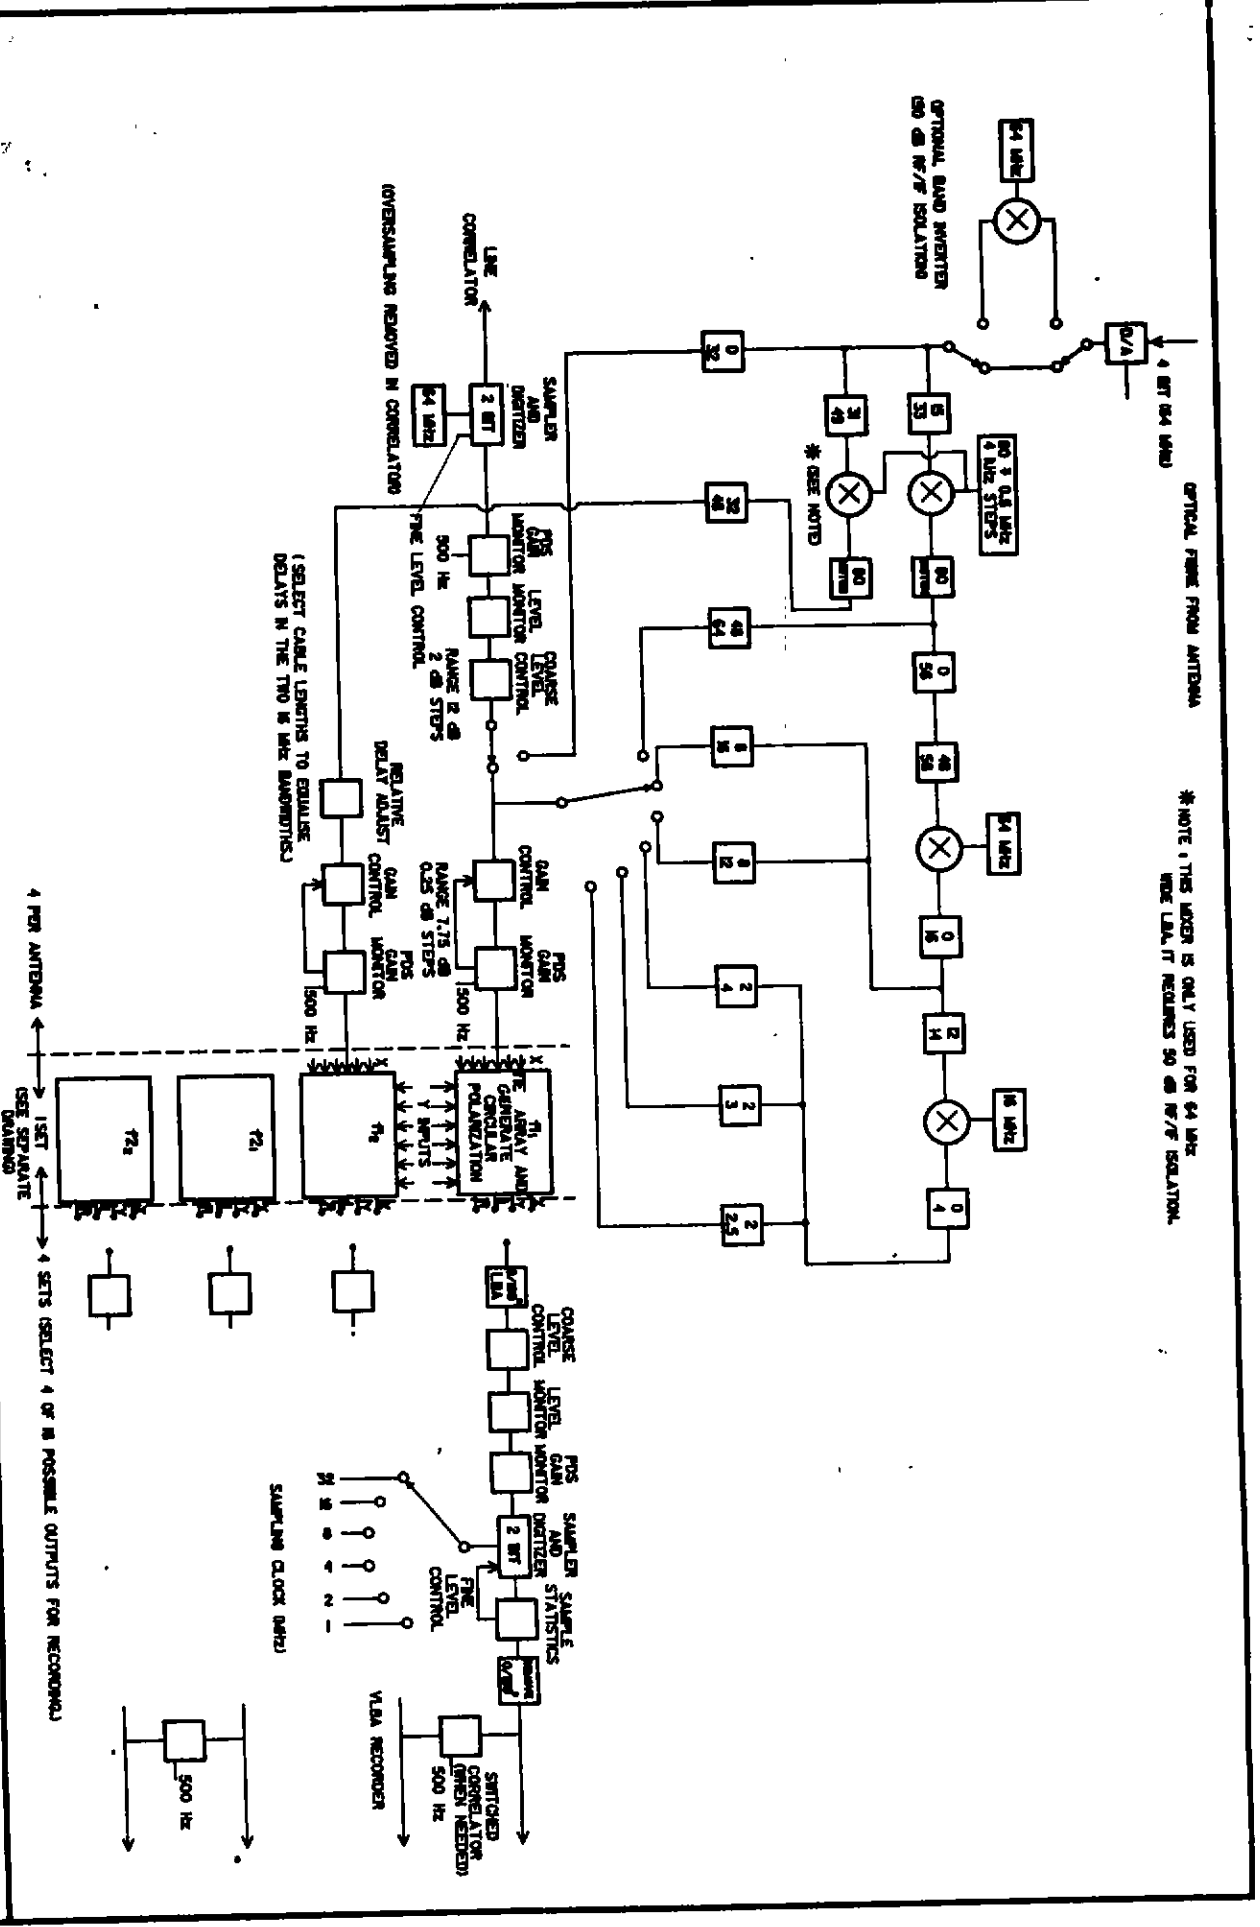 4 BIT (64 MHz)
OPTICAL FIBRE FROM ANTENNA
D/A
64 MHz
OPTIONAL BAND INVERTER
(50 dB RF/IF ISOLATION)
* NOTE : THIS MIXER IS ONLY USED FOR 64 MHz
WIDE LBA. IT REQUIRES 50 dB RF/IF ISOLATION.
80 ± 0.5 MHz
4 kHz STEPS
15
33
80
0
56
48
56
64 MHz
0
16
12
14
16 MHz
0
4
31
49
* (SEE NOTE)
80
0
32
32
48
48
64
8
16
8
12
2
4
2
3
2
2.5
LINE
CORRELATOR
SAMPLER
AND
DIGITIZER
2 BIT
64 MHz
(OVERSAMPLING REMOVED IN CORRELATOR)
FINE LEVEL CONTROL
PDS
GAIN
MONITOR
500 Hz
LEVEL
MONITOR
COARSE
LEVEL
CONTROL
RANGE 12 dB
2 dB STEPS
GAIN
CONTROL
RANGE 7.75 dB
0.25 dB STEPS
PDS
GAIN
MONITOR
500 Hz
RELATIVE
DELAY ADJUST
GAIN
CONTROL
PDS
GAIN
MONITOR
500 Hz
( SELECT CABLE LENGTHS TO EQUALISE
DELAYS IN THE TWO 16 MHz BANDWIDTHS.)
X
f1₁
TIE ARRAY AND
GENERATE
CIRCULAR
POLARIZATION
Y INPUTS
X
f1₂
f2₁
f2₂
4 PER ANTENNA
1 SET
(SEE SEPARATE
DRAWING)
4 SETS (SELECT 4 OF 16 POSSIBLE OUTPUTS FOR RECORDING.)
LBA
COARSE
LEVEL
CONTROL
LEVEL
MONITOR
PDS
GAIN
MONITOR
SAMPLER
AND
DIGITIZER
2 BIT
SAMPLE
STATISTICS
FINE
LEVEL
CONTROL
32
16
8
4
2
1
SAMPLING CLOCK (MHz)
SWITCHED
CORRELATOR
(WHEN NEEDED)
500 Hz
VLBA RECORDER
500 Hz